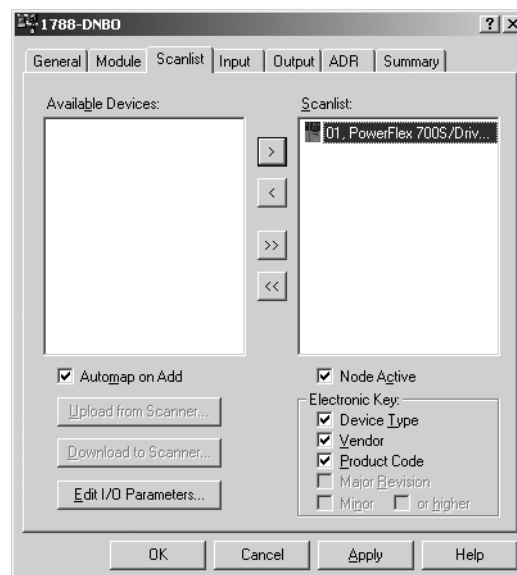 1788-DNBO
General Module Scanlist Input Output ADR Summary
Available Devices:
Scanlist:
01, PowerFlex 700S/Driv...
>
<
>>
<<
Automap on Add
Node Active
Upload from Scanner...
Download to Scanner...
Edit I/O Parameters...
Electronic Key:
Device Type
Vendor
Product Code
Major Revision
Minor or higher
OK Cancel Apply Help